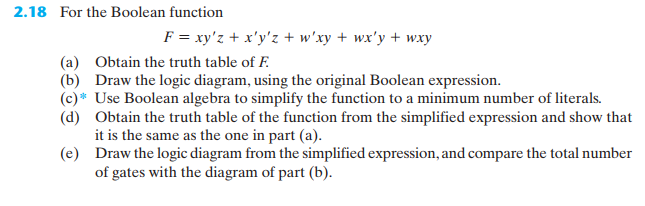 2.18 For the Boolean function
F = xy'z + x'y'z + w'xy + wx'y + wxy
(a) Obtain the truth table of F.
(b) Draw the logic diagram, using the original Boolean expression.
(c)* Use Boolean algebra to simplify the function to a minimum number of literals.
(d) Obtain the truth table of the function from the simplified expression and show that
it is the same as the one in part (a).
(e) Draw the logic diagram from the simplified expression, and compare the total number
of gates with the diagram of part (b).